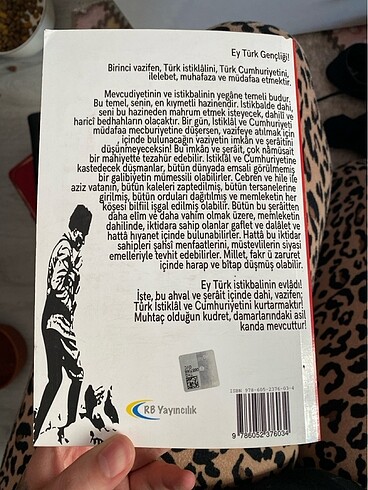 Ey Türk Gençliği!
Birinci vazifen, Türk istiklâlini, Türk Cumhuriyetini,
ilelebet, muhafaza ve müdafaa etmektir.
Mevcudiyetinin ve istikbalinin yegâne temeli budur.
Bu temel, senin, en kıymetli hazinendir. İstikbalde dahi,
seni bu hazineden mahrum etmek isteyecek, dahilî ve
haricî bedhahların olacaktır. Bir gün, İstiklâl ve Cumhuriyeti
müdafaa mecburiyetine düşersen, vazifeye atılmak için
, içinde bulunacağın vaziyetin imkân ve şerâitini
düşünmeyeceksin! Bu imkân ve şerâit, çok nâmüsait
bir mahiyette tezahür edebilir. İstiklâl ve Cumhuriyetine
kastedecek düşmanlar, bütün dünyada emsali görülmemiş
bir galibiyetin mümessili olabilirler. Cebren ve hile ile
aziz vatanın, bütün kaleleri zaptedilmiş, bütün tersanelerine
girilmiş, bütün orduları dağıtılmış ve memleketin her
köşesi bilfiil işgal edilmiş olabilir. Bütün bu şerâitten
daha elîm ve daha vahim olmak üzere, memleketin
dahilinde, iktidara sahip olanlar gaflet ve dalâlet ve
hattâ hıyanet içinde bulunabilirler. Hattâ bu iktidar
sahipleri şahsî menfaatlerini, müstevlilerin siyasi
emelleriyle tevhit edebilirler. Millet, fakr ü zaruret
içinde harap ve bîtap düşmüş olabilir.
Ey Türk istikbalinin evlâdı!
İşte, bu ahval ve şerâit içinde dahi, vazifen;
Türk İstiklâl ve Cumhuriyetini kurtarmaktır!
Muhtaç olduğun kudret, damarlarındaki asil
kanda mevcuttur!
RB Yayıncılık
ISBN 978-605-2376-03-4
9 786052 376034